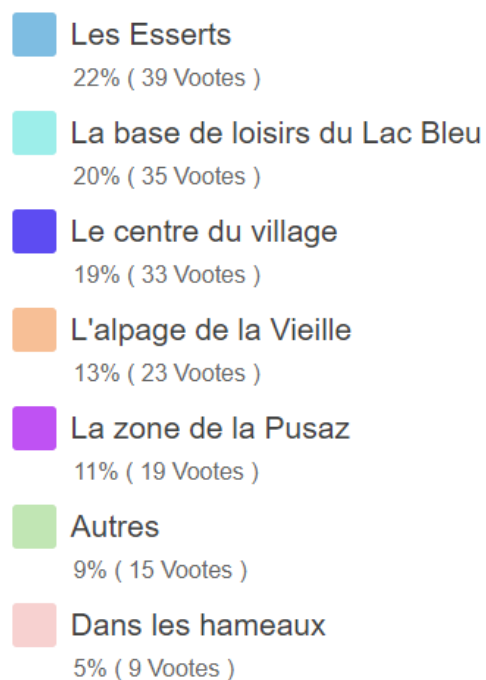 Les Esserts
22% ( 39 Vootes )
La base de loisirs du Lac Bleu
20% ( 35 Vootes )
Le centre du village
19% ( 33 Vootes )
L'alpage de la Vieille
13% ( 23 Vootes )
La zone de la Pusaz
11% ( 19 Vootes )
Autres
9% ( 15 Vootes )
Dans les hameaux
5% ( 9 Vootes )